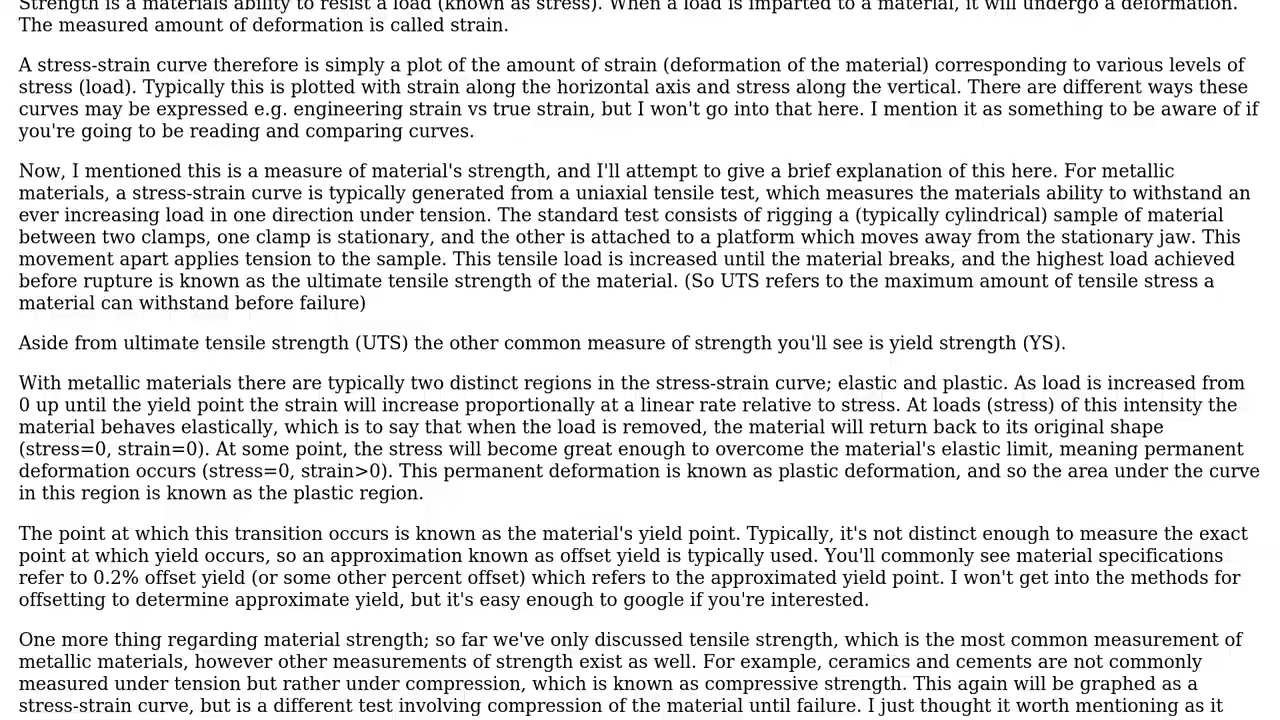 Strength is a materials ability to resist a load (known as stress). When a load is imparted to a material, it will undergo a deformation.
The measured amount of deformation is called strain.
A stress-strain curve therefore is simply a plot of the amount of strain (deformation of the material) corresponding to various levels of
stress (load). Typically this is plotted with strain along the horizontal axis and stress along the vertical. There are different ways these
curves may be expressed e.g. engineering strain vs true strain, but I won't go into that here. I mention it as something to be aware of if
you're going to be reading and comparing curves.
Now, I mentioned this is a measure of material's strength, and I'll attempt to give a brief explanation of this here. For metallic
materials, a stress-strain curve is typically generated from a uniaxial tensile test, which measures the materials ability to withstand an
ever increasing load in one direction under tension. The standard test consists of rigging a (typically cylindrical) sample of material
between two clamps, one clamp is stationary, and the other is attached to a platform which moves away from the stationary jaw. This
movement apart applies tension to the sample. This tensile load is increased until the material breaks, and the highest load achieved
before rupture is known as the ultimate tensile strength of the material. (So UTS refers to the maximum amount of tensile stress a
material can withstand before failure)
Aside from ultimate tensile strength (UTS) the other common measure of strength you'll see is yield strength (YS).
With metallic materials there are typically two distinct regions in the stress-strain curve; elastic and plastic. As load is increased from
0 up until the yield point the strain will increase proportionally at a linear rate relative to stress. At loads (stress) of this intensity the
material behaves elastically, which is to say that when the load is removed, the material will return back to its original shape
(stress=0, strain=0). At some point, the stress will become great enough to overcome the material's elastic limit, meaning permanent
deformation occurs (stress=0, strain>0). This permanent deformation is known as plastic deformation, and so the area under the curve
in this region is known as the plastic region.
The point at which this transition occurs is known as the material's yield point. Typically, it's not distinct enough to measure the exact
point at which yield occurs, so an approximation known as offset yield is typically used. You'll commonly see material specifications
refer to 0.2% offset yield (or some other percent offset) which refers to the approximated yield point. I won't get into the methods for
offsetting to determine approximate yield, but it's easy enough to google if you're interested.
One more thing regarding material strength; so far we've only discussed tensile strength, which is the most common measurement of
metallic materials, however other measurements of strength exist as well. For example, ceramics and cements are not commonly
measured under tension but rather under compression, which is known as compressive strength. This again will be graphed as a
stress-strain curve, but is a different test involving compression of the material until failure. I just thought it worth mentioning as it